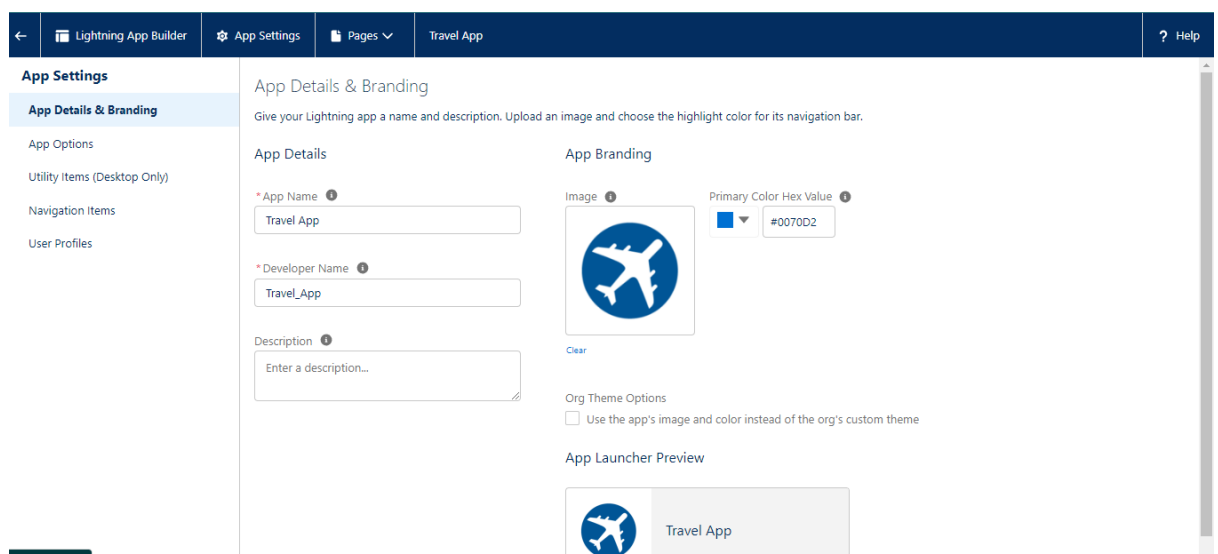 Lightning App Builder
App Settings
Pages
Travel App
? Help
App Settings
App Details & Branding
App Options
Utility Items (Desktop Only)
Navigation Items
User Profiles
App Details & Branding
Give your Lightning app a name and description. Upload an image and choose the highlight color for its navigation bar.
App Details
*App Name
Travel App
*Developer Name
Travel_App
Description
Enter a description...
App Branding
Image
Clear
Primary Color Hex Value
#0070D2
Org Theme Options
Use the app's image and color instead of the org's custom theme
App Launcher Preview
Travel App